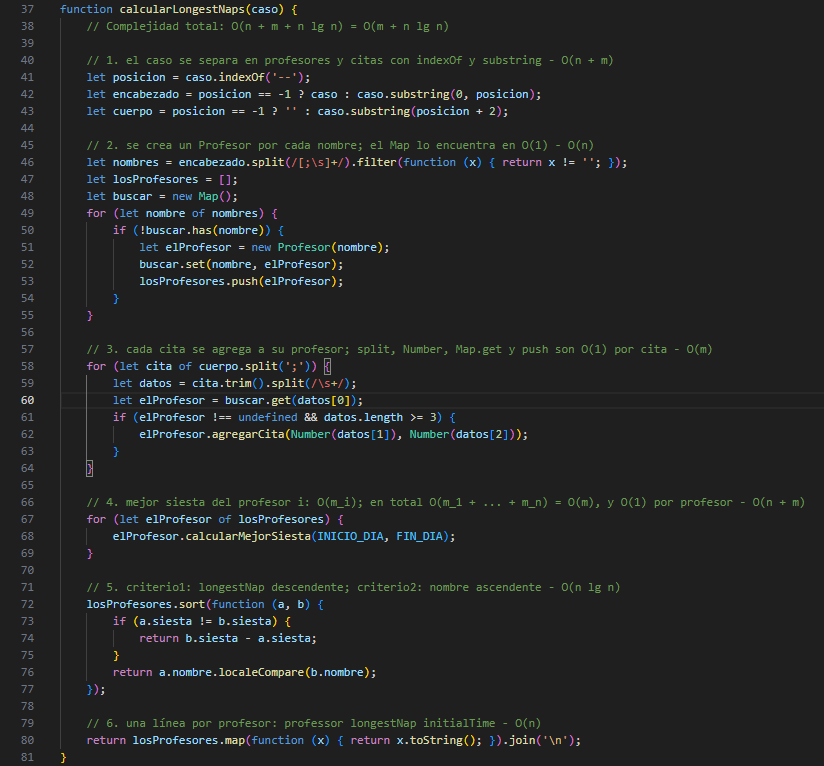 37 function calcularLongestNaps(caso) {
38     // Complejidad total: O(n + m + n lg n) = O(m + n lg n)
39
40     // 1. el caso se separa en profesores y citas con indexOf y substring - O(n + m)
41     let posicion = caso.indexOf('--');
42     let encabezado = posicion == -1 ? caso : caso.substring(0, posicion);
43     let cuerpo = posicion == -1 ? '' : caso.substring(posicion + 2);
44
45     // 2. se crea un Profesor por cada nombre; el Map lo encuentra en O(1) - O(n)
46     let nombres = encabezado.split(/[;\s]+/).filter(function (x) { return x != ''; });
47     let losProfesores = [];
48     let buscar = new Map();
49     for (let nombre of nombres) {
50         if (!buscar.has(nombre)) {
51             let elProfesor = new Profesor(nombre);
52             buscar.set(nombre, elProfesor);
53             losProfesores.push(elProfesor);
54         }
55     }
56
57     // 3. cada cita se agrega a su profesor; split, Number, Map.get y push son O(1) por cita - O(m)
58     for (let cita of cuerpo.split(';')) {
59         let datos = cita.trim().split(/\s+/);
60         let elProfesor = buscar.get(datos[0]);
61         if (elProfesor !== undefined && datos.length >= 3) {
62             elProfesor.agregarCita(Number(datos[1]), Number(datos[2]));
63         }
64     }
65
66     // 4. mejor siesta del profesor i: O(m_i); en total O(m_1 + ... + m_n) = O(m), y O(1) por profesor - O(n + m)
67     for (let elProfesor of losProfesores) {
68         elProfesor.calcularMejorSiesta(INICIO_DIA, FIN_DIA);
69     }
70
71     // 5. criterio1: longestNap descendente; criterio2: nombre ascendente - O(n lg n)
72     losProfesores.sort(function (a, b) {
73         if (a.siesta != b.siesta) {
74             return b.siesta - a.siesta;
75         }
76         return a.nombre.localeCompare(b.nombre);
77     });
78
79     // 6. una línea por profesor: professor longestNap initialTime - O(n)
80     return losProfesores.map(function (x) { return x.toString(); }).join('\n');
81 }